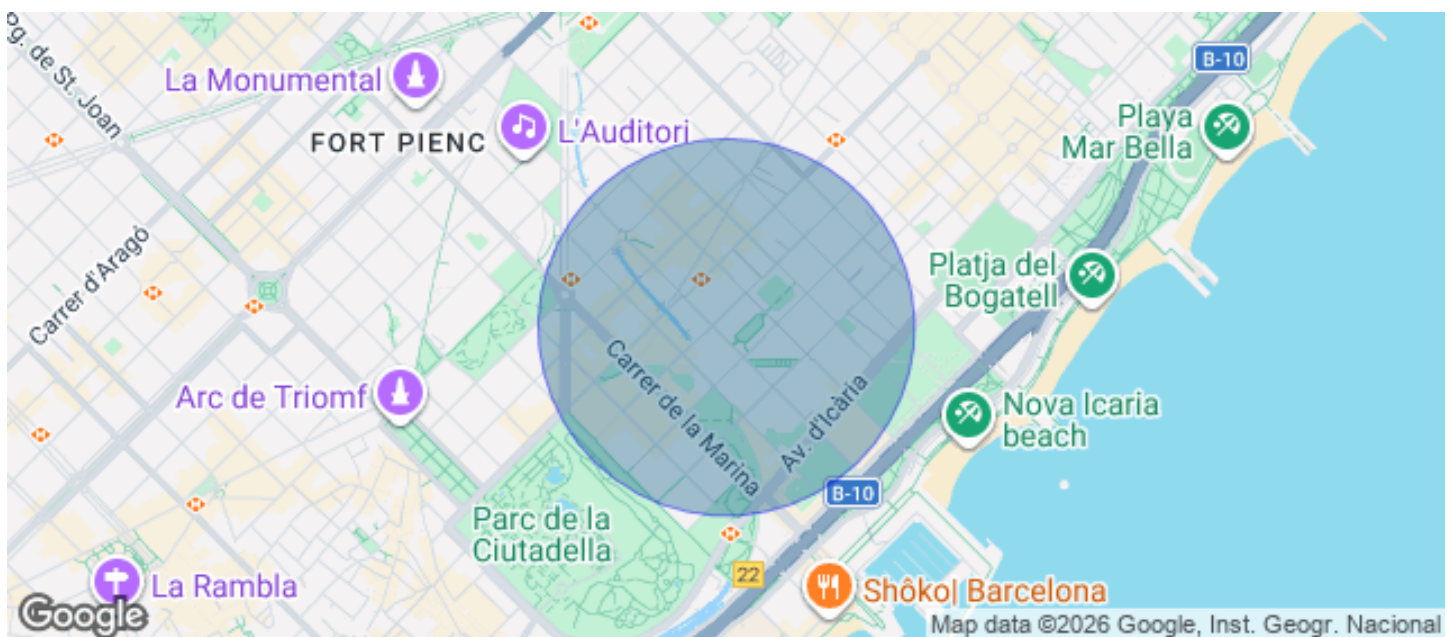 Pg. de St. Joan
La Monumental
FORT PIENC
L'Auditori
B-10
Playa
Mar Bella
Carrer d'Aragó
Platja del
Bogatell
Arc de Triomf
Carrer de la Marina
Av. d'Icària
Nova Icaria
beach
B-10
Parc de la
Ciutadella
22
La Rambla
Shôko| Barcelona
Google
Map data ©2026 Google, Inst. Geogr. Nacional